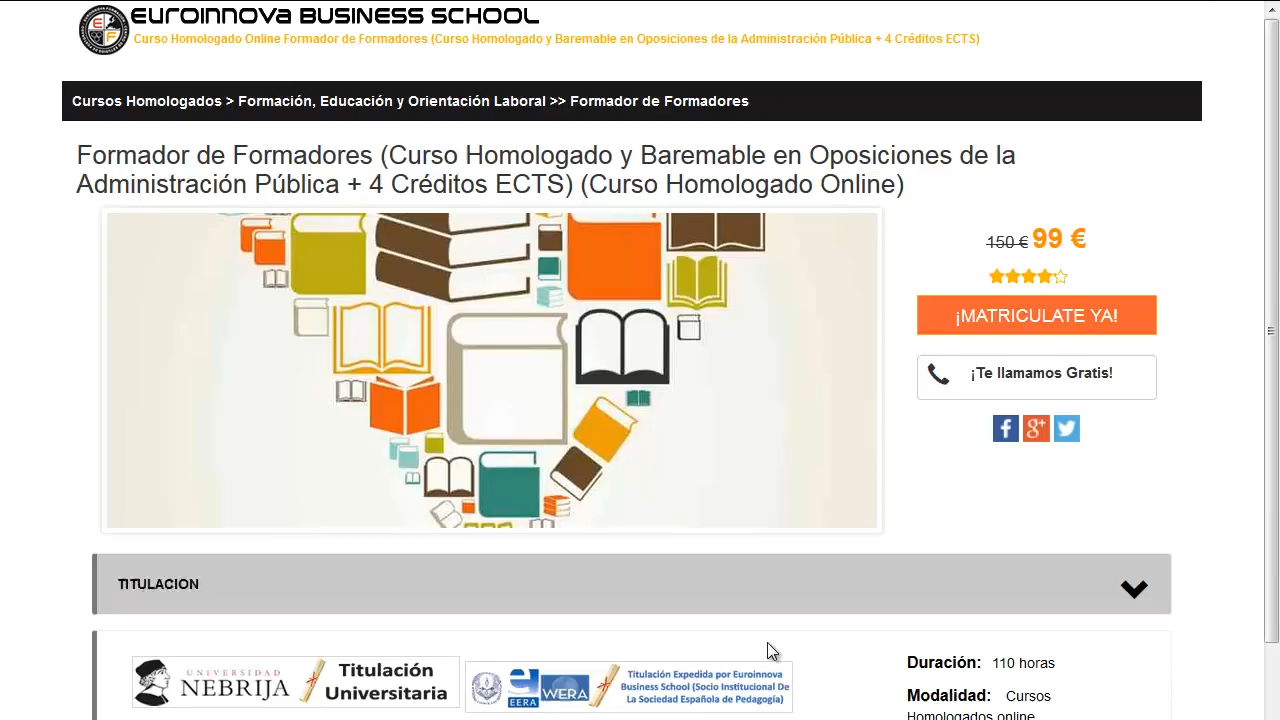 EUROINNOVA BUSINESS SCHOOL
Curso Homologado Online Formador de Formadores (Curso Homologado y Baremable en Oposiciones de la Administración Pública + 4 Créditos ECTS)
Cursos Homologados > Formación, Educación y Orientación Laboral >> Formador de Formadores
Formador de Formadores (Curso Homologado y Baremable en Oposiciones de la
Administración Pública + 4 Créditos ECTS) (Curso Homologado Online)
150 € 99 €
¡MATRICULATE YA!
¡Te llamamos Gratis!
f g+
TITULACION
UNIVERSIDAD
NEBRIJA
Titulación
Universitaria
EERA
WERA
Titulación Expedida por Euroinnova
Business School (Socio Institucional De
La Sociedad Española de Pedagogía)
Duración: 110 horas
Modalidad: Cursos
Homologados online